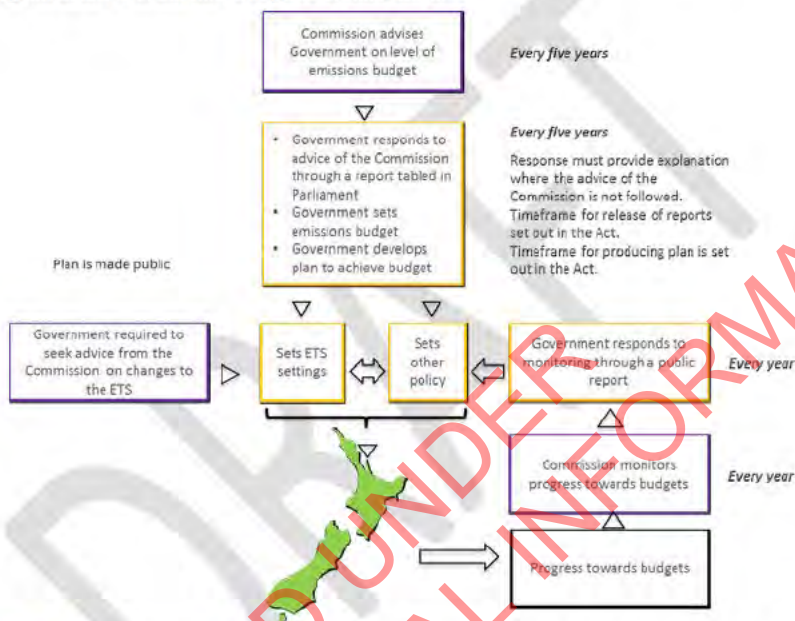 Commission advises
Government on level of
emissions budget
Every five years
• Government responds to
advice of the Commission
through a report tabled in
Parliament
• Government sets
emissions budget
• Government develops
plan to achieve budget
Every five years
Response must provide explanation
where the advice of the
Commission is not followed.
Timeframe for release of reports
set out in the Act.
Timeframe for producing plan is set
out in the Act.
Plan is made public
Government required to
seek advice from the
Commission on changes to
the ETS
Sets ETS
settings
Sets
other
policy
Government responds to
monitoring through a public
report
Every year
Commission monitors
progress towards budgets
Every year
Progress towards budgets
DRAFT
UNDER